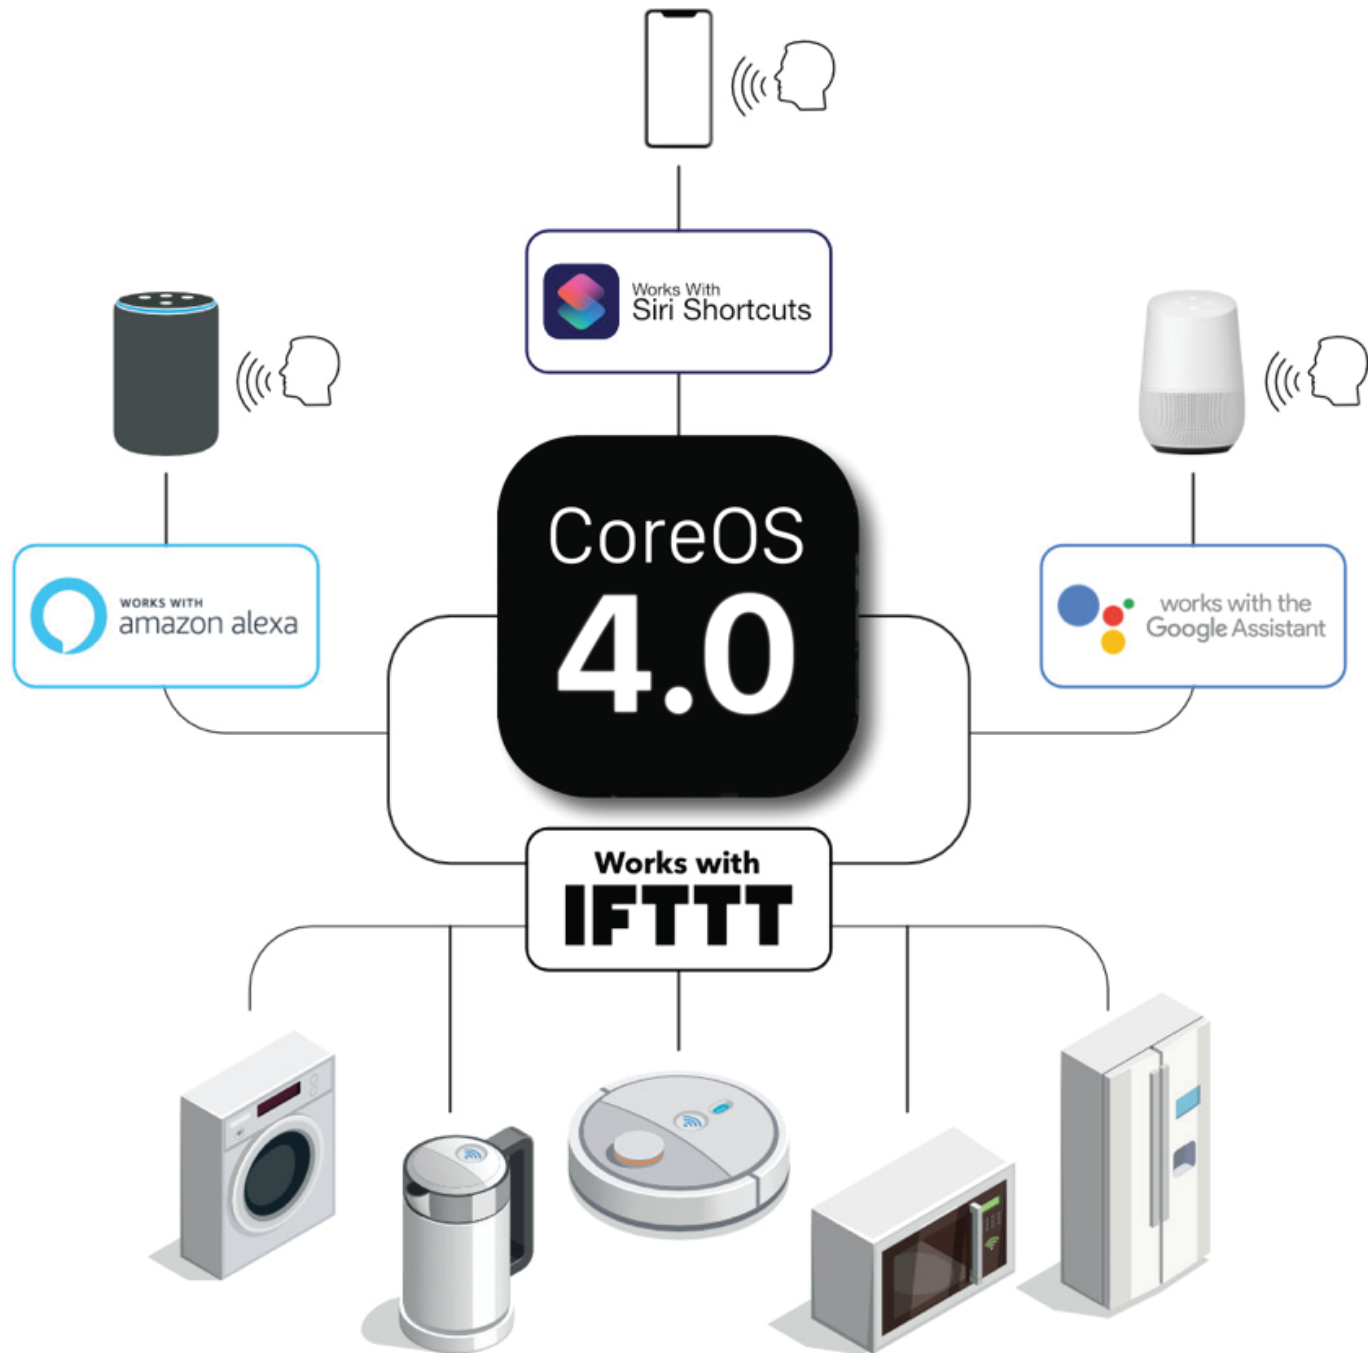 Works With
Siri Shortcuts
WORKS WITH
amazon alexa
CoreOS
4.0
works with the
Google Assistant
Works with
IFTTT